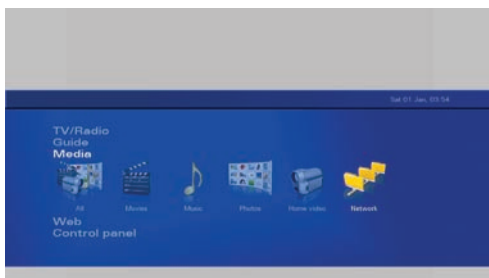 Sat 01 Jan, 03:54
TV/Radio
Guide
Media
All Movies Music Photos Home video Network
Web
Control panel